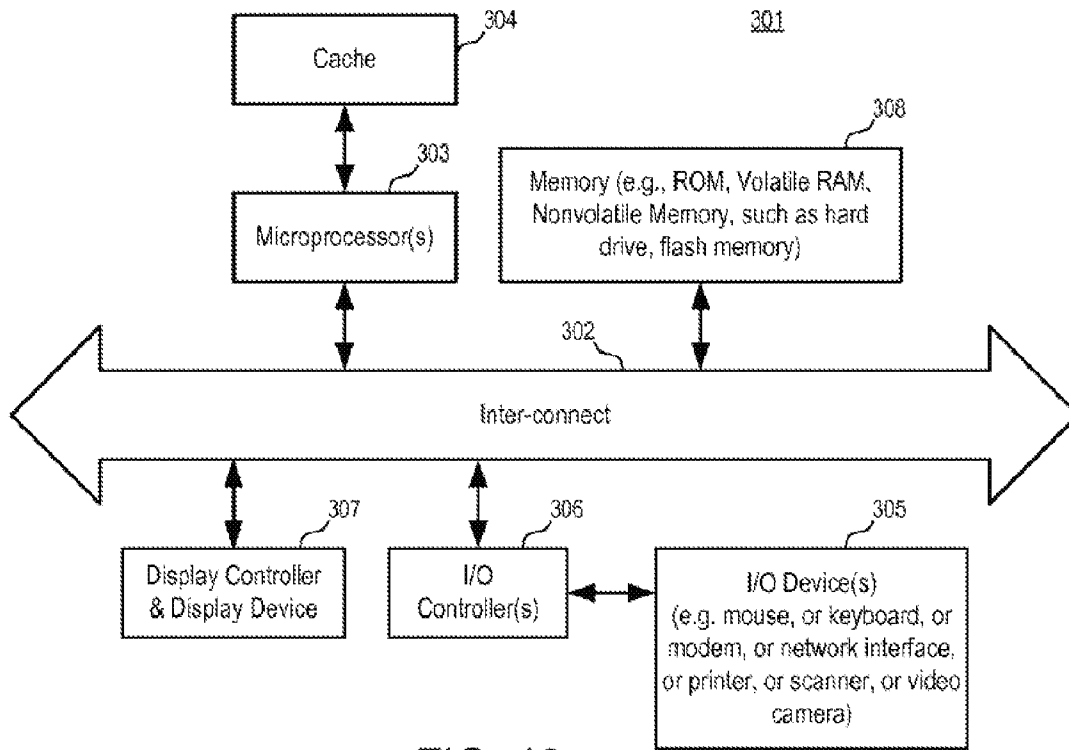 304
301
Cache
308
303
Memory (e.g., ROM, Volatile RAM,
Nonvolatile Memory, such as hard
drive, flash memory)
Microprocessor(s)
302
Inter-connect
307
306
305
Display Controller
& Display Device
I/O
Controller(s)
I/O Device(s)
(e.g. mouse, or keyboard, or
modem, or network interface,
or printer, or scanner, or video
camera)